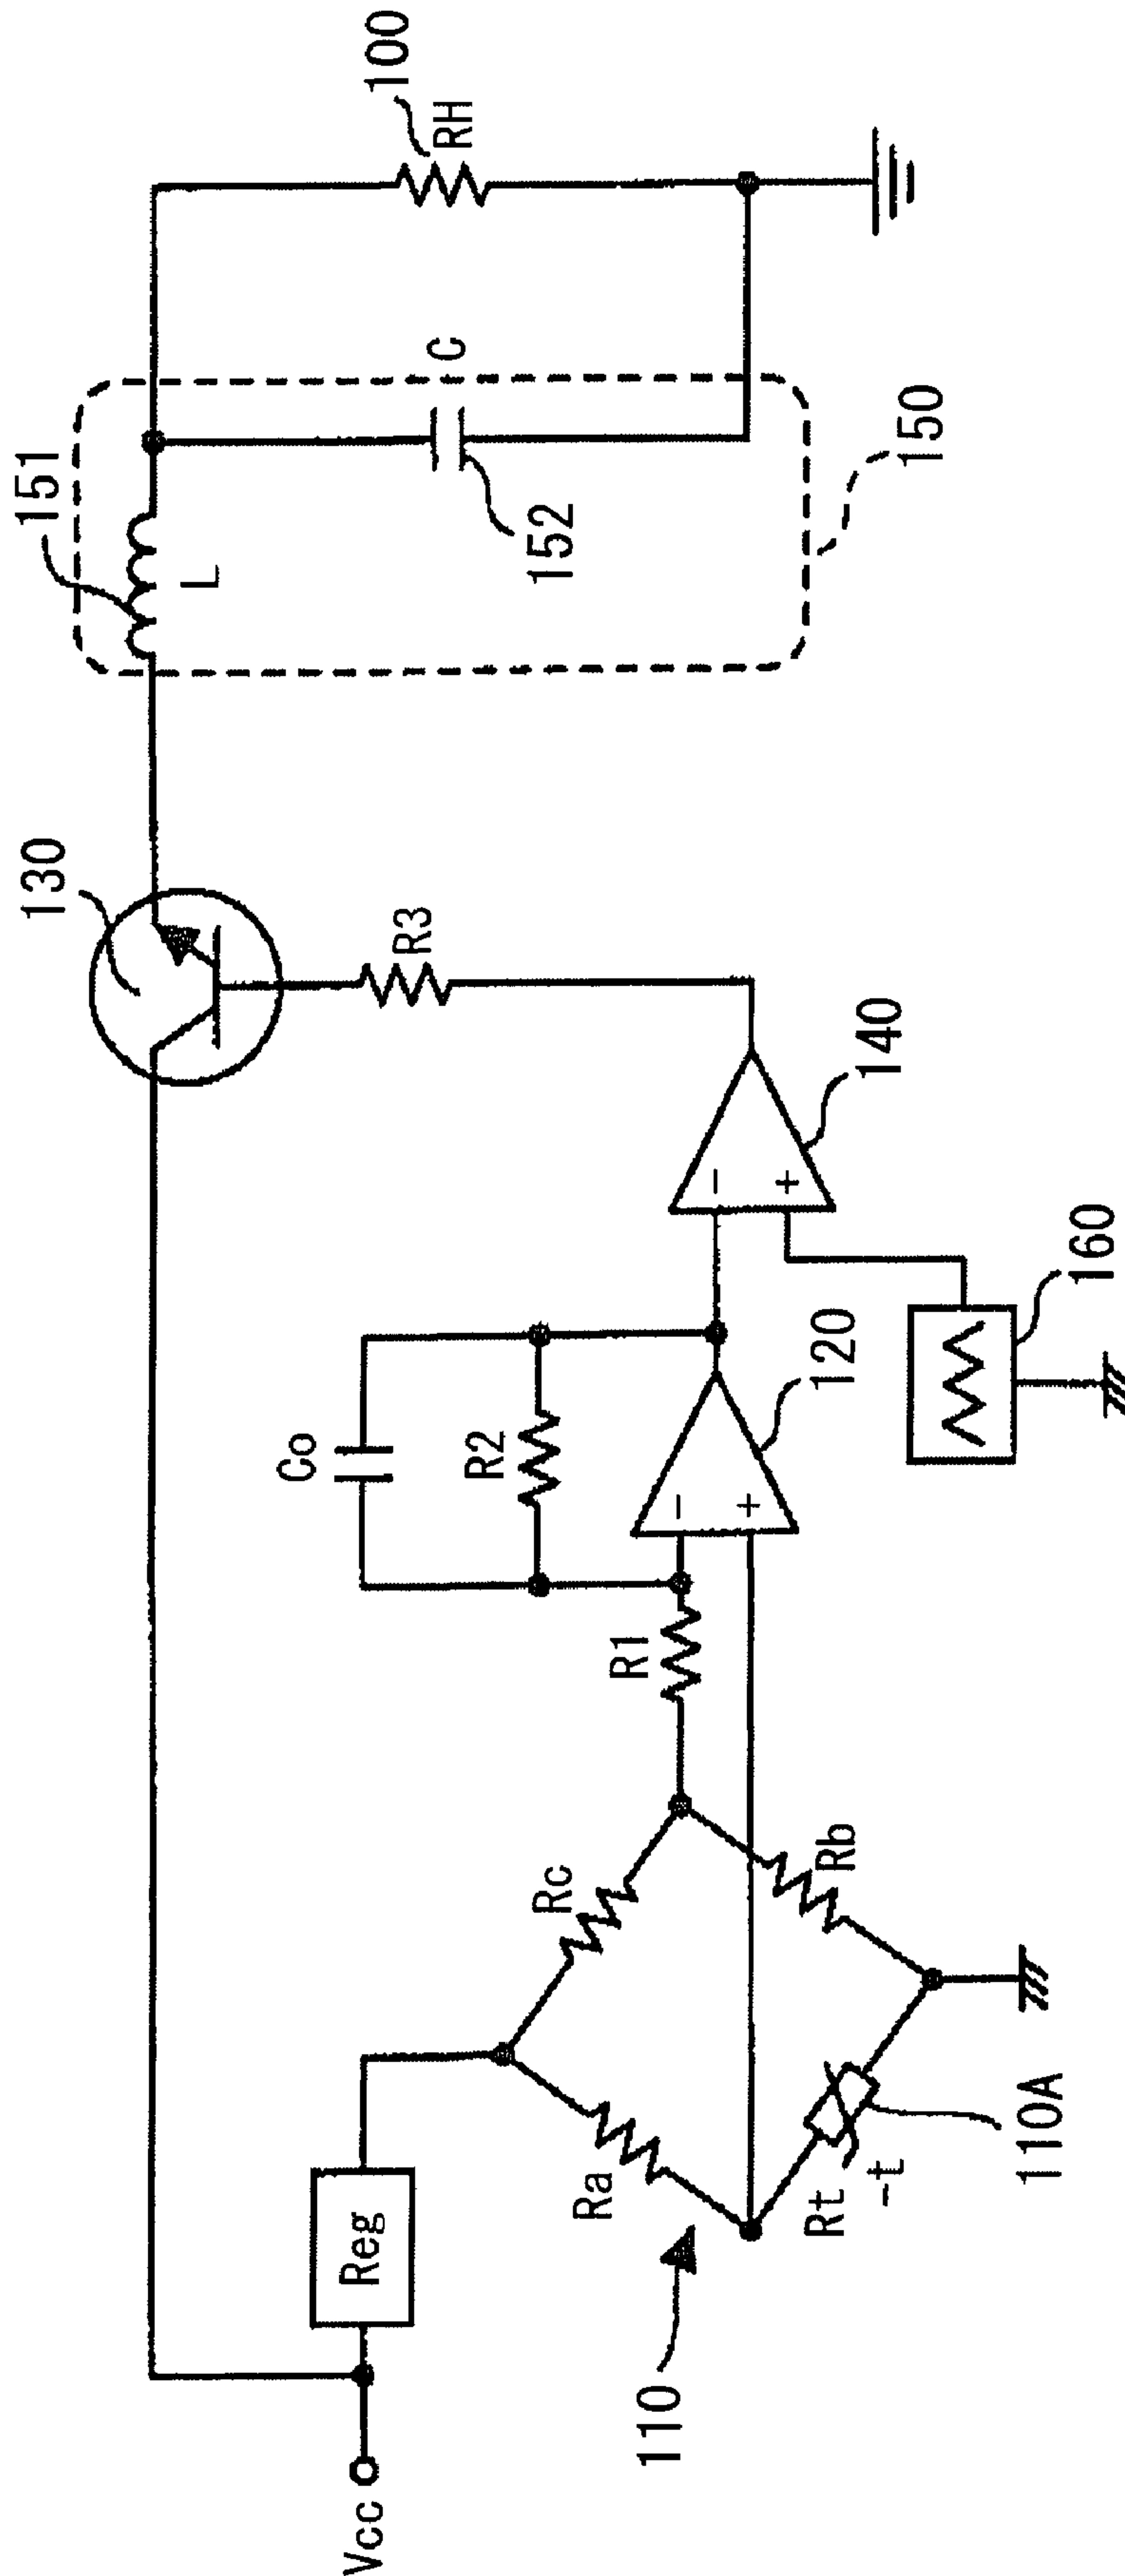 130
151
L
C
152
150
RH
100
R3
140
Co
R2
R1
-
+
120
-
+
160
Vcc
Reg
Ra
Rc
Rb
Rt
-t
110
110A